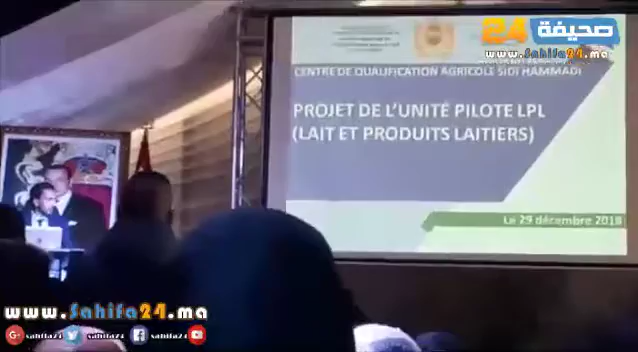 صحيفة 24
www.Sahifa24.ma
CENTRE DE QUALIFICATION AGRICOLE SIDI HAMMADI
PROJET DE L'UNITÉ PILOTE LPL
(LAIT ET PRODUITS LAITIERS)
Le 29 décembre 2018
www.Sahifa24.ma
sahifa24 sahifa24 sahifa24